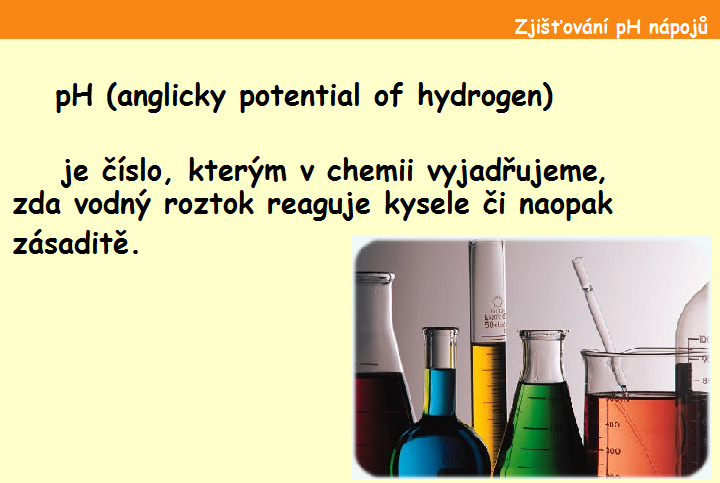 Zjišťování pH nápojů
pH (anglicky potential of hydrogen)
je číslo, kterým v chemii vyjadřujeme,
zda vodný roztok reaguje kysele či naopak
zásaditě.